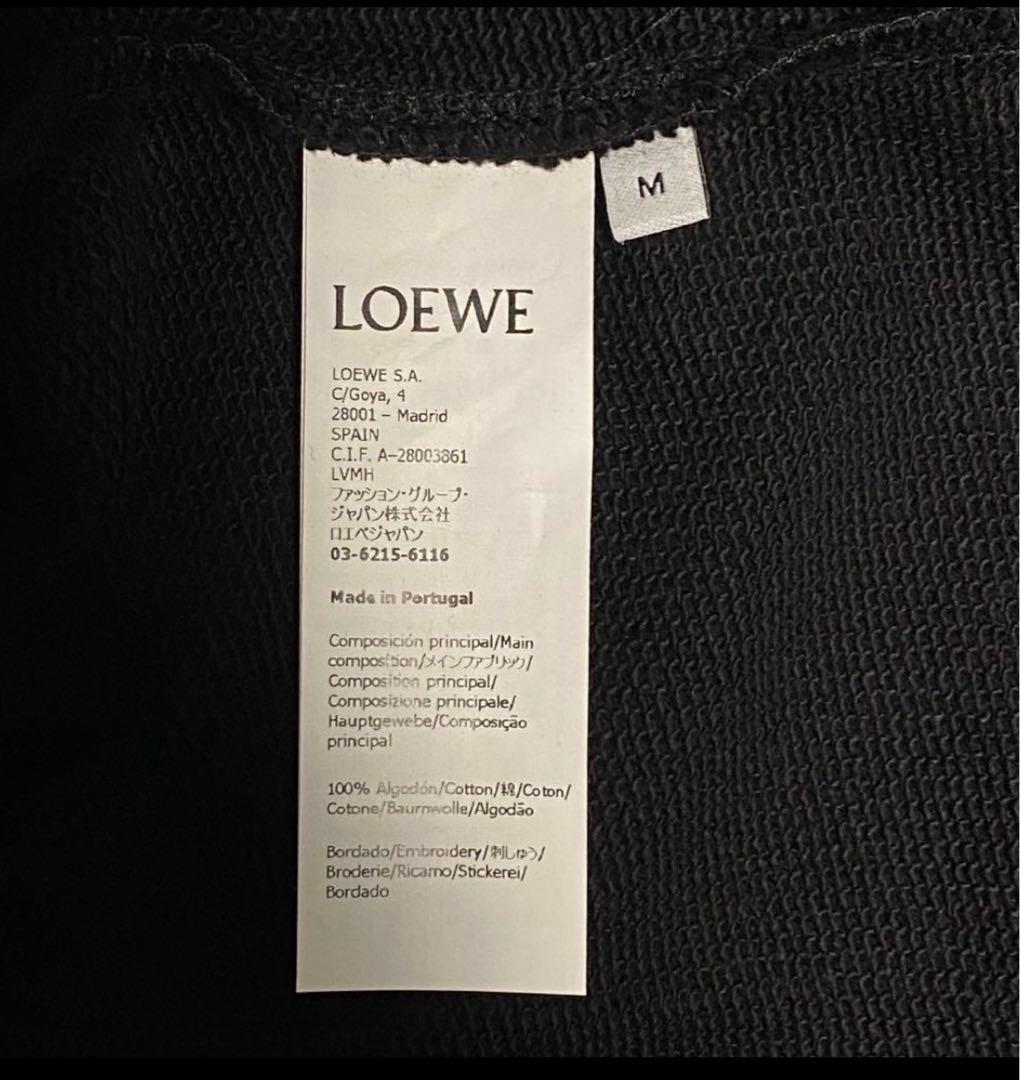 M
LOEWE
LOEWE S.A.
C/Goya, 4
28001 – Madrid
SPAIN
C.I.F. A–28003861
LVMH
ファッション・グループ・
ジャパン株式会社
ロエベジャパン
03-6215-6116
Made in Portugal
Composición principal/Main
composition/メインファブリック/
Composition principal/
Composizione principale/
Hauptgewebe/Composição
principal
100% Algodón/Cotton/綿/Coton/
Cotone/Baumwolle/Algodão
Bordado/Embroidery/刺しゅう/
Broderie/Ricamo/Stickerei/
Bordado